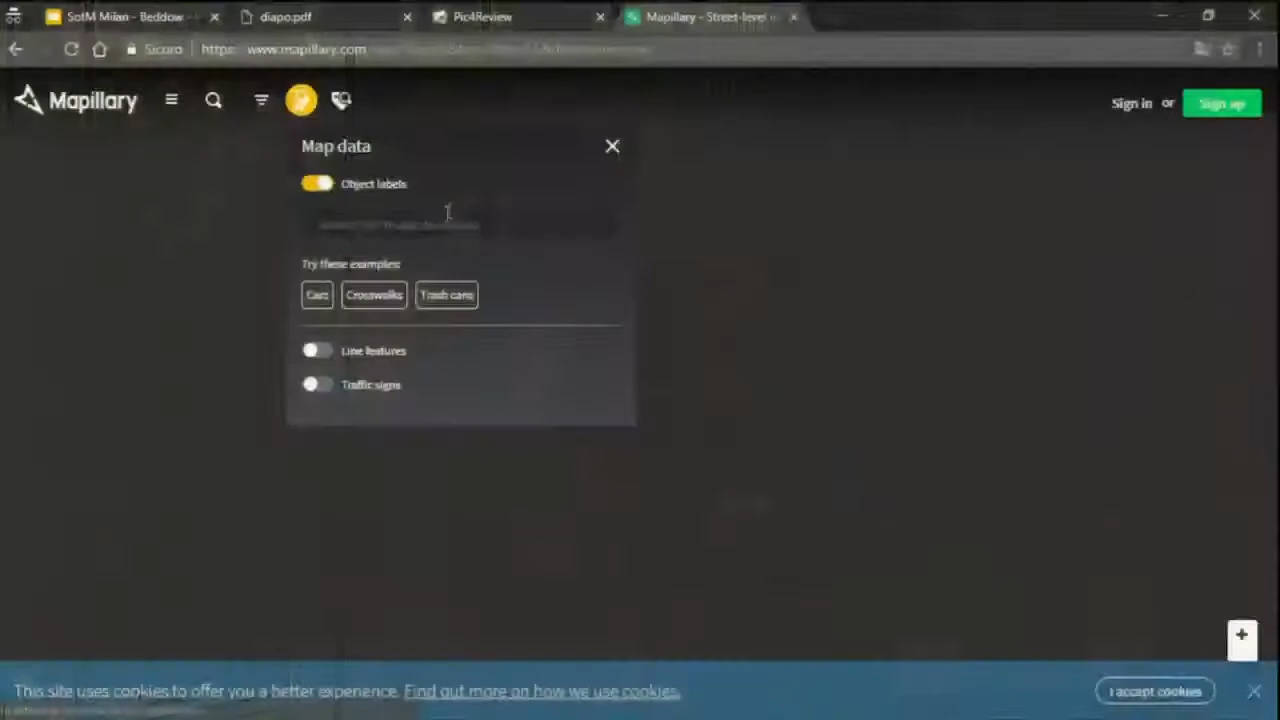 SotM Milan - Beddow
diapo.pdf
Pic4Review
Mapillary - Street-level
Sicuro
https
www.mapillary.com
Mapillary
Sign in or Sign up
Map data
Object labels
Try these examples:
Cars Crosswalks Trash cans
Line features
Traffic signs
This site uses cookies to offer you a better experience. Find out more on how we use cookies.
I accept cookies